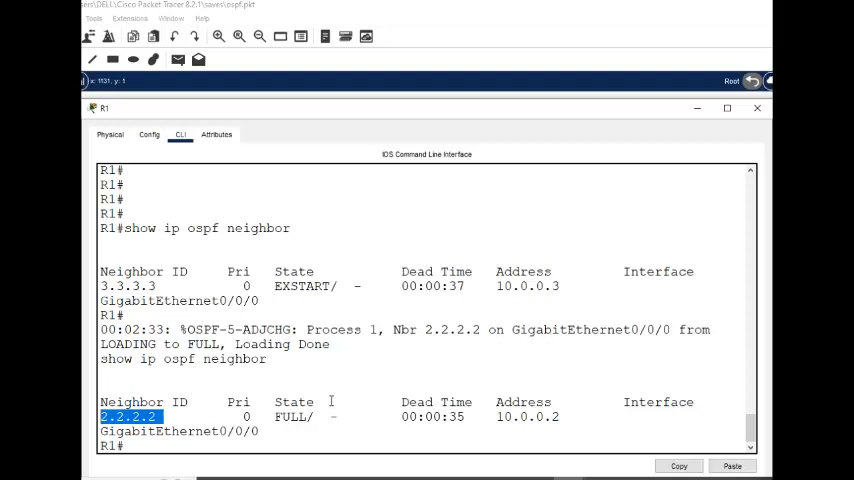 sers\DELL\Cisco Packet Tracer 8.2.1\saves\ospf.pkt
Tools Extensions Window Help
x: 1131, y: 1 Root
R1
Physical Config CLI Attributes
IOS Command Line Interface
R1#
R1#
R1#
R1#
R1#show ip ospf neighbor
Neighbor ID Pri State Dead Time Address Interface
3.3.3.3 0 EXSTART/ - 00:00:37 10.0.0.3
GigabitEthernet0/0/0
R1#
00:02:33: %OSPF-5-ADJCHG: Process 1, Nbr 2.2.2.2 on GigabitEthernet0/0/0 from
LOADING to FULL, Loading Done
show ip ospf neighbor
Neighbor ID Pri State Dead Time Address Interface
2.2.2.2 0 FULL/ - 00:00:35 10.0.0.2
GigabitEthernet0/0/0
R1#
Copy Paste